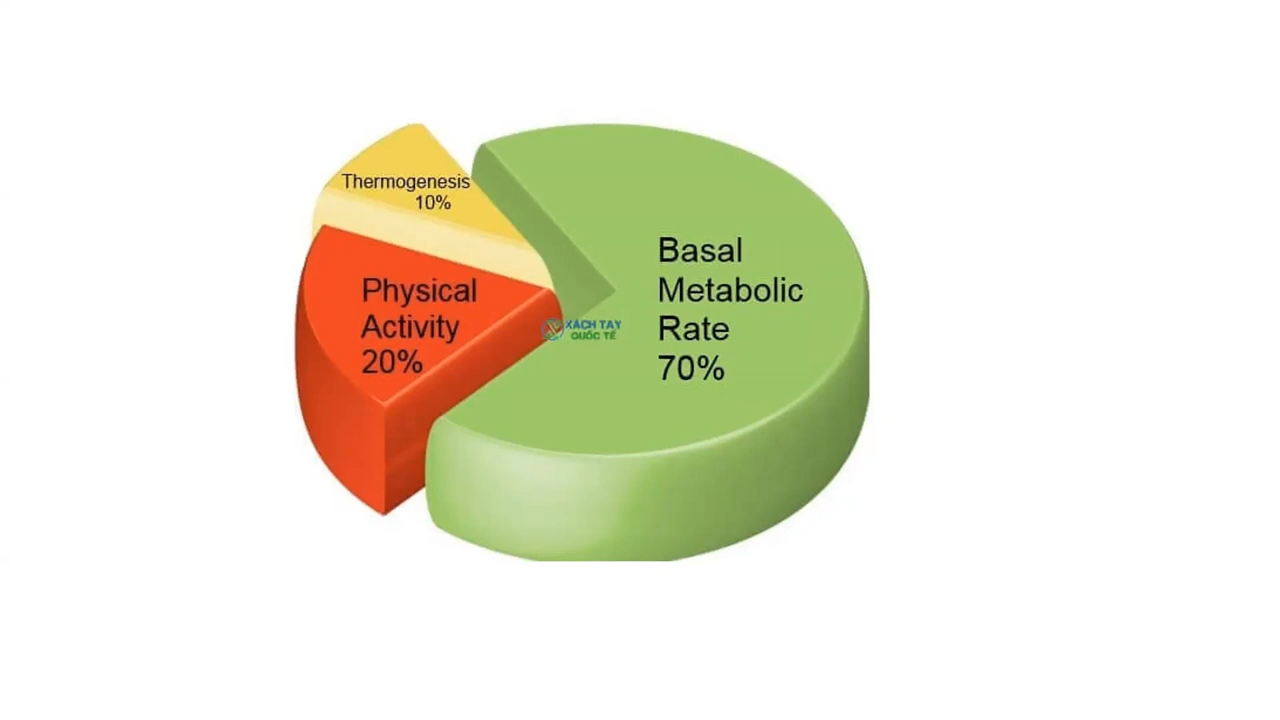 Thermogenesis
10%
Physical
Activity
20%
Basal
Metabolic
Rate
70%
XÁCH TAY
QUỐC TẾ